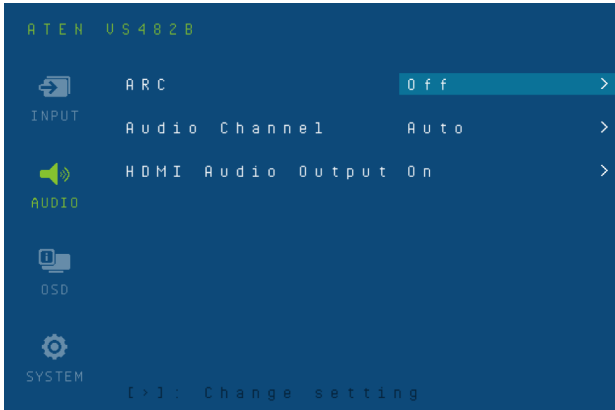 ATEN VS482B
INPUT
AUDIO
OSD
SYSTEM
ARC Off >
Audio Channel Auto >
HDMI Audio Output On >
[>]: Change setting